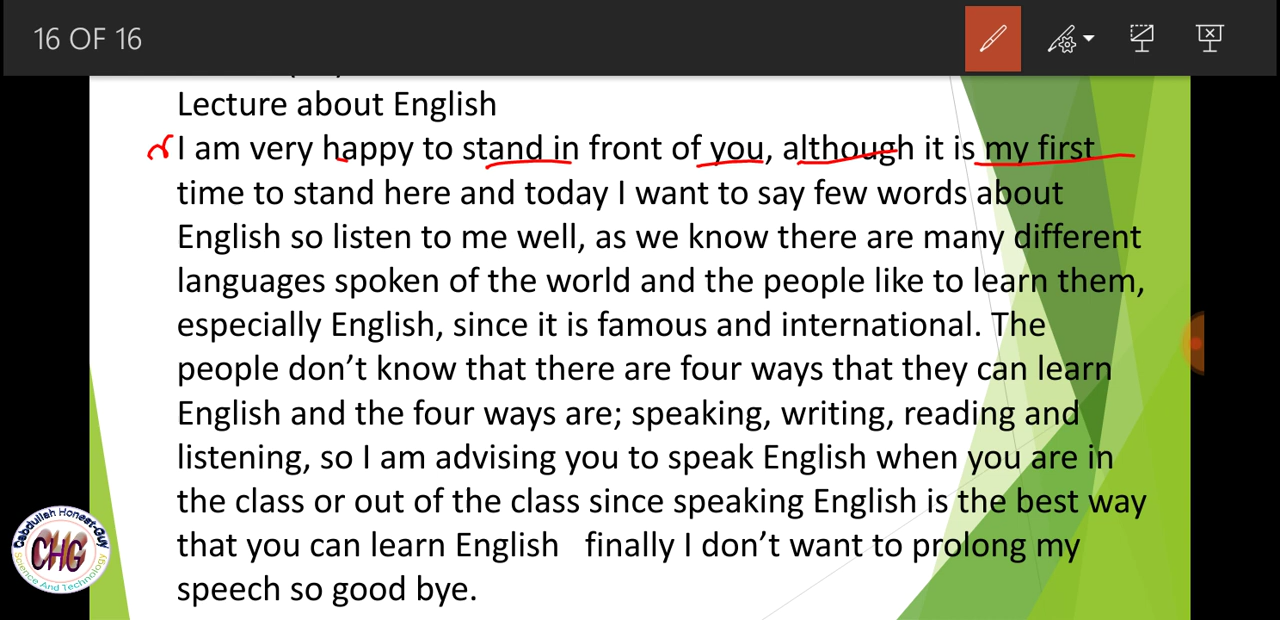 16 OF 16
Lecture about English
I am very happy to stand in front of you, although it is my first
time to stand here and today I want to say few words about
English so listen to me well, as we know there are many different
languages spoken of the world and the people like to learn them,
especially English, since it is famous and international. The
people don’t know that there are four ways that they can learn
English and the four ways are; speaking, writing, reading and
listening, so I am advising you to speak English when you are in
the class or out of the class since speaking English is the best way
that you can learn English   finally I don’t want to prolong my
speech so good bye.
Cabdullah Honest-Guy
CHG
Science And Technology